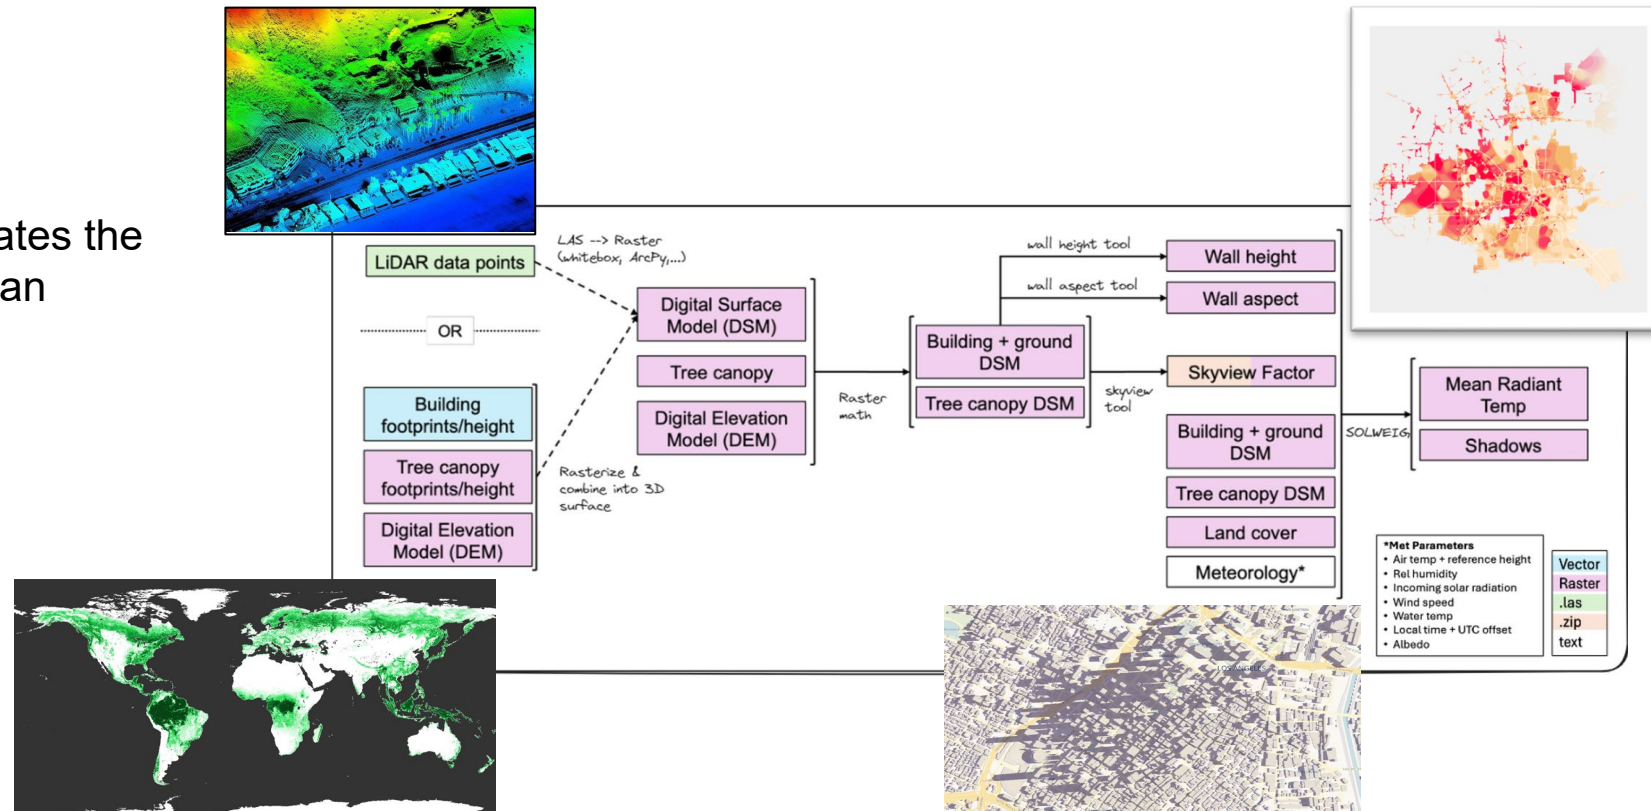 ates the
an
LiDAR data points
LAS --> Raster
(whitebox, ArcPy,...)
OR
Building
footprints/height
Tree canopy
footprints/height
Digital Elevation
Model (DEM)
Rasterize &
combine into 3D
surface
Digital Surface
Model (DSM)
Tree canopy
Digital Elevation
Model (DEM)
Raster
math
Building + ground
DSM
Tree canopy DSM
wall height tool
wall aspect tool
skyview
tool
Wall height
Wall aspect
Skyview Factor
Building + ground
DSM
Tree canopy DSM
Land cover
Meteorology*
SOLWEIG
Mean Radiant
Temp
Shadows
*Met Parameters
• Air temp + reference height
• Rel humidity
• Incoming solar radiation
• Wind speed
• Water temp
• Local time + UTC offset
• Albedo
Vector
Raster
.las
.zip
text
LOS ANGELES